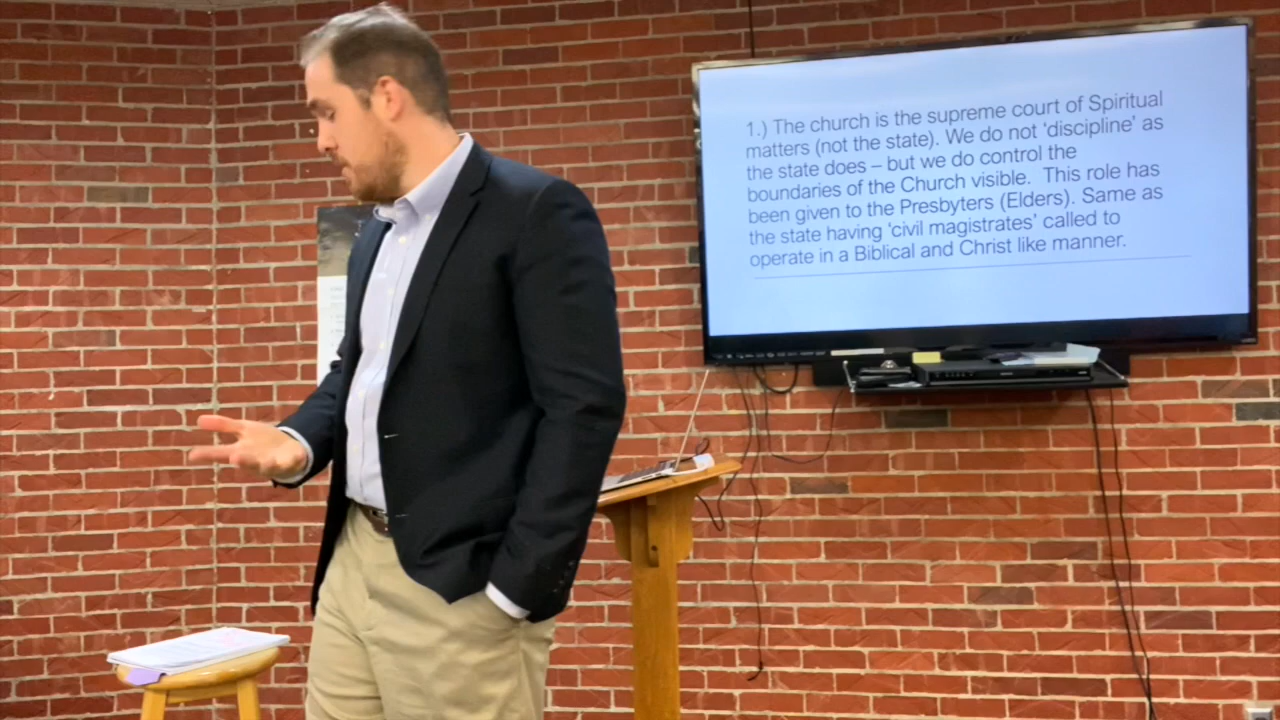 1.) The church is the supreme court of Spiritual
matters (not the state). We do not ‘discipline’ as
the state does – but we do control the
boundaries of the Church visible.  This role has
been given to the Presbyters (Elders). Same as
the state having ‘civil magistrates’ called to
operate in a Biblical and Christ like manner.